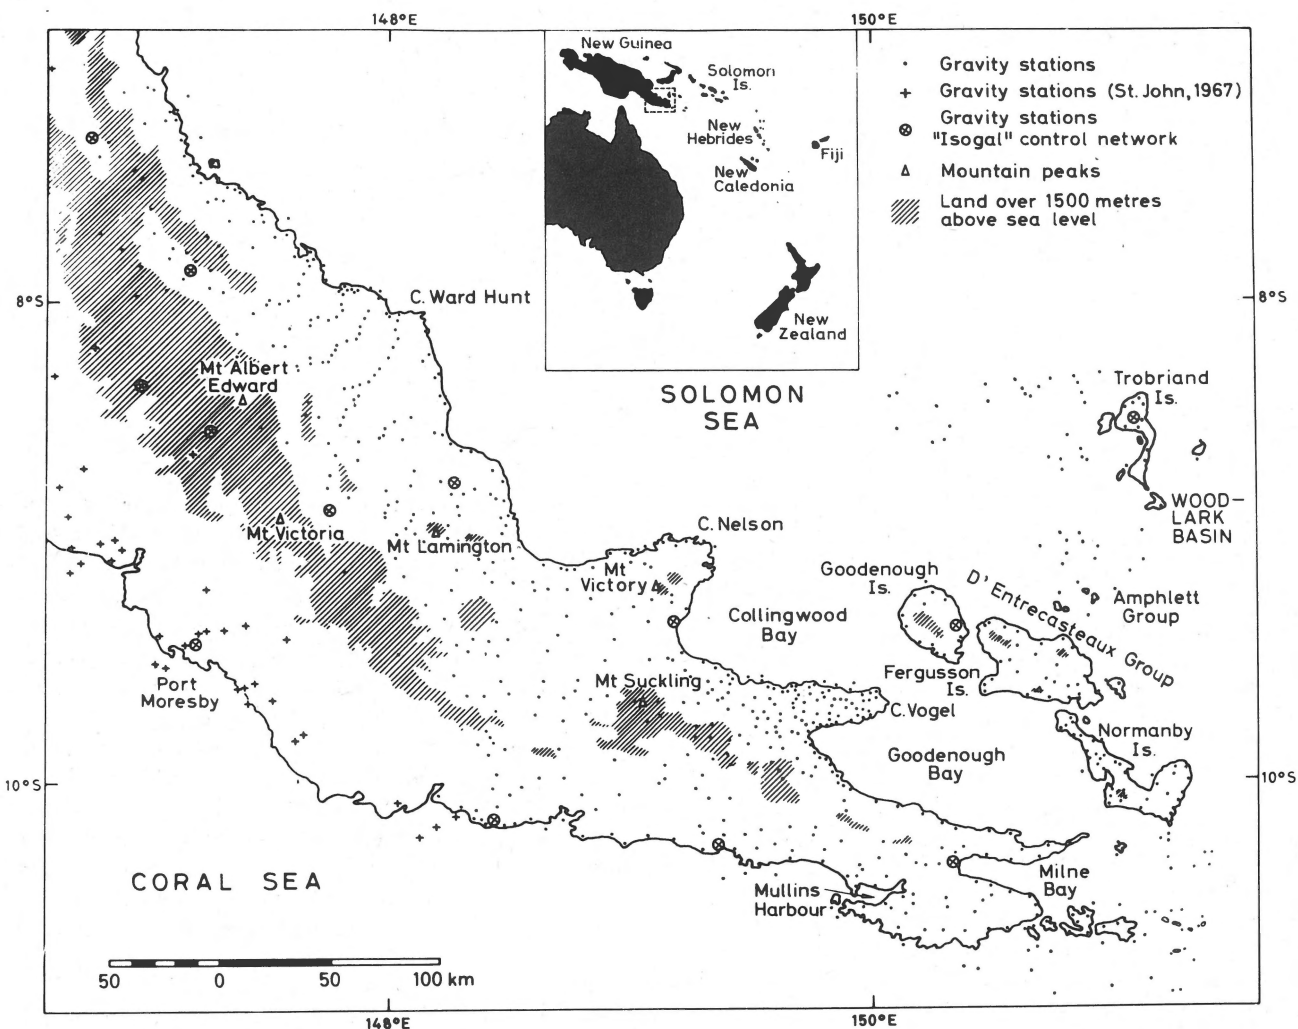 148°E
150°E
New Guinea
Solomon
Is.
New
Hebrides
Fiji
New
Caledonia
New
Zealand
Gravity stations
Gravity stations (St. John, 1967)
Gravity stations
"Isogal" control network
Mountain peaks
Land over 1500 metres
above sea level
8°S
C. Ward Hunt
8°S
Mt Albert
Edward
SOLOMON
SEA
Trobriand
Is.
WOOD—
LARK
BASIN
Mt Victoria
Mt Lamington
C. Nelson
Mt
Victory
Collingwood
Bay
Goodenough
Is.
D'Entrecasteaux Group
Amphlett
Group
Fergusson
Is.
Port
Moresby
Mt Suckling
C. Vogel
Normanby
Is.
Goodenough
Bay
10°S
10°S
CORAL SEA
Mullins
Harbour
Milne
Bay
50 0 50 100 km
148°E
150°E